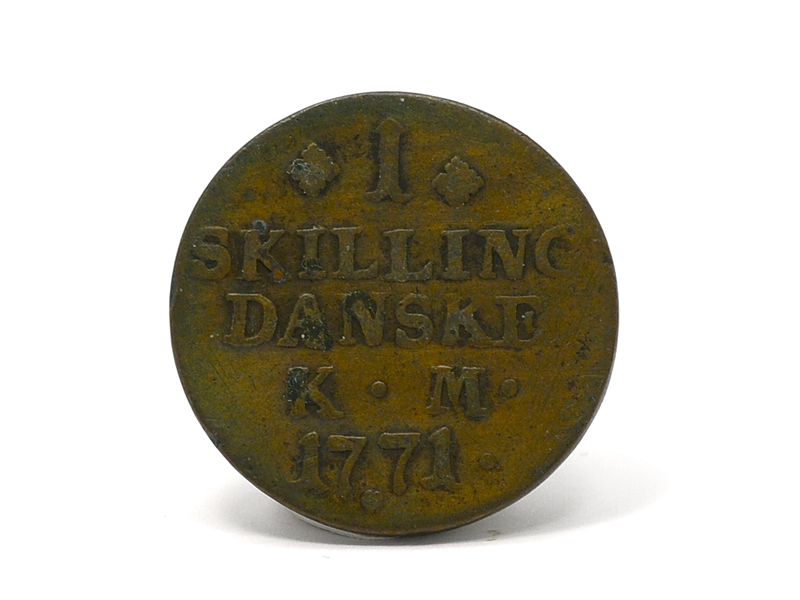 1
SKILLING
DANSKE
K · M ·
1771 .